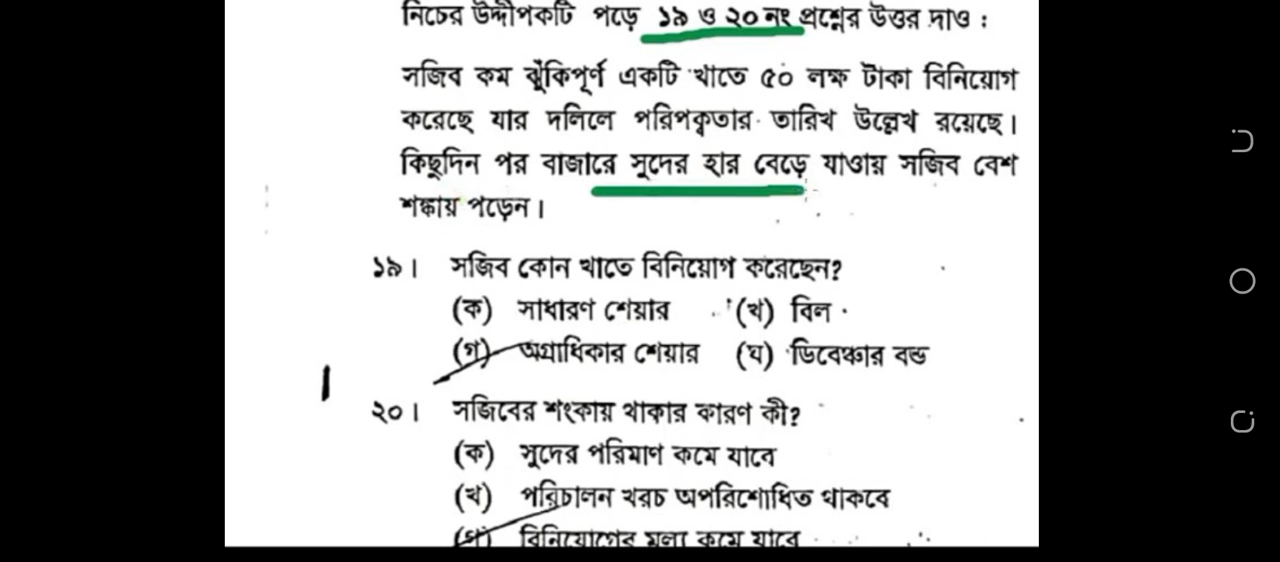 নিচের উদ্দীপকটি পড়ে ১৯ ও ২০ নং প্রশ্নের উত্তর দাও :
সজিব কম ঝুঁকিপূর্ণ একটি খাতে ৫০ লক্ষ টাকা বিনিয়োগ
করেছে যার দলিলে পরিপক্বতার তারিখ উল্লেখ রয়েছে।
কিছুদিন পর বাজারে সুদের হার বেড়ে যাওয়ায় সজিব বেশ
শঙ্কায় পড়েন।
১৯। সজিব কোন খাতে বিনিয়োগ করেছেন?
(ক) সাধারণ শেয়ার (খ) বিল
(গ) অগ্রাধিকার শেয়ার (ঘ) ডিবেঞ্চার বন্ড
২০। সজিবের শংকায় থাকার কারণ কী?
(ক) সুদের পরিমাণ কমে যাবে
(খ) পরিচালন খরচ অপরিশোধিত থাকবে
(গ) বিনিয়োগের মূল্য কমে যাবে